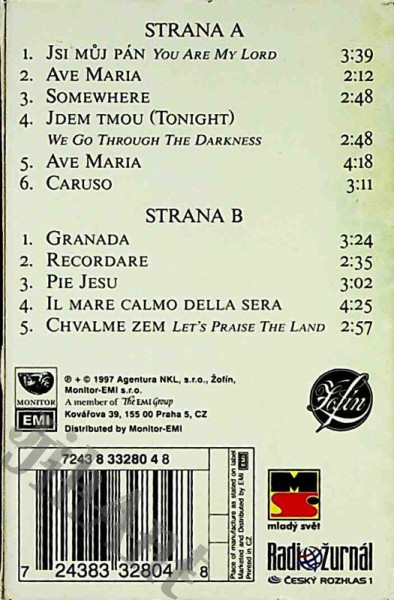 STRANA A
1. JSI MŮJ PÁN YOU ARE MY LORD 3:39
2. AVE MARIA 2:12
3. SOMEWHERE 2:48
4. JDEM TMOU (TONIGHT)
WE GO THROUGH THE DARKNESS 2:48
5. AVE MARIA 4:18
6. CARUSO 3:11
STRANA B
1. GRANADA 3:24
2. RECORDARE 2:35
3. PIE JESU 3:02
4. IL MARE CALMO DELLA SERA 4:25
5. CHVALME ZEM LET'S PRAISE THE LAND 2:57
MONITOR
EMI
℗ + © 1997 Agentura NKL, s.r.o., Žofín,
Monitor-EMI s.r.o.
A member of The EMI Group
Kovářova 39, 155 00 Praha 5, CZ
Distributed by Monitor-EMI
Žofín
7243 8 33280 4 8
7 24383 32804 8
Place of manufacture as stated on label
Marketed and Distributed by EMI
Printed in CZ
MS
mladý svět
Radiožurnál
ČESKÝ ROZHLAS 1